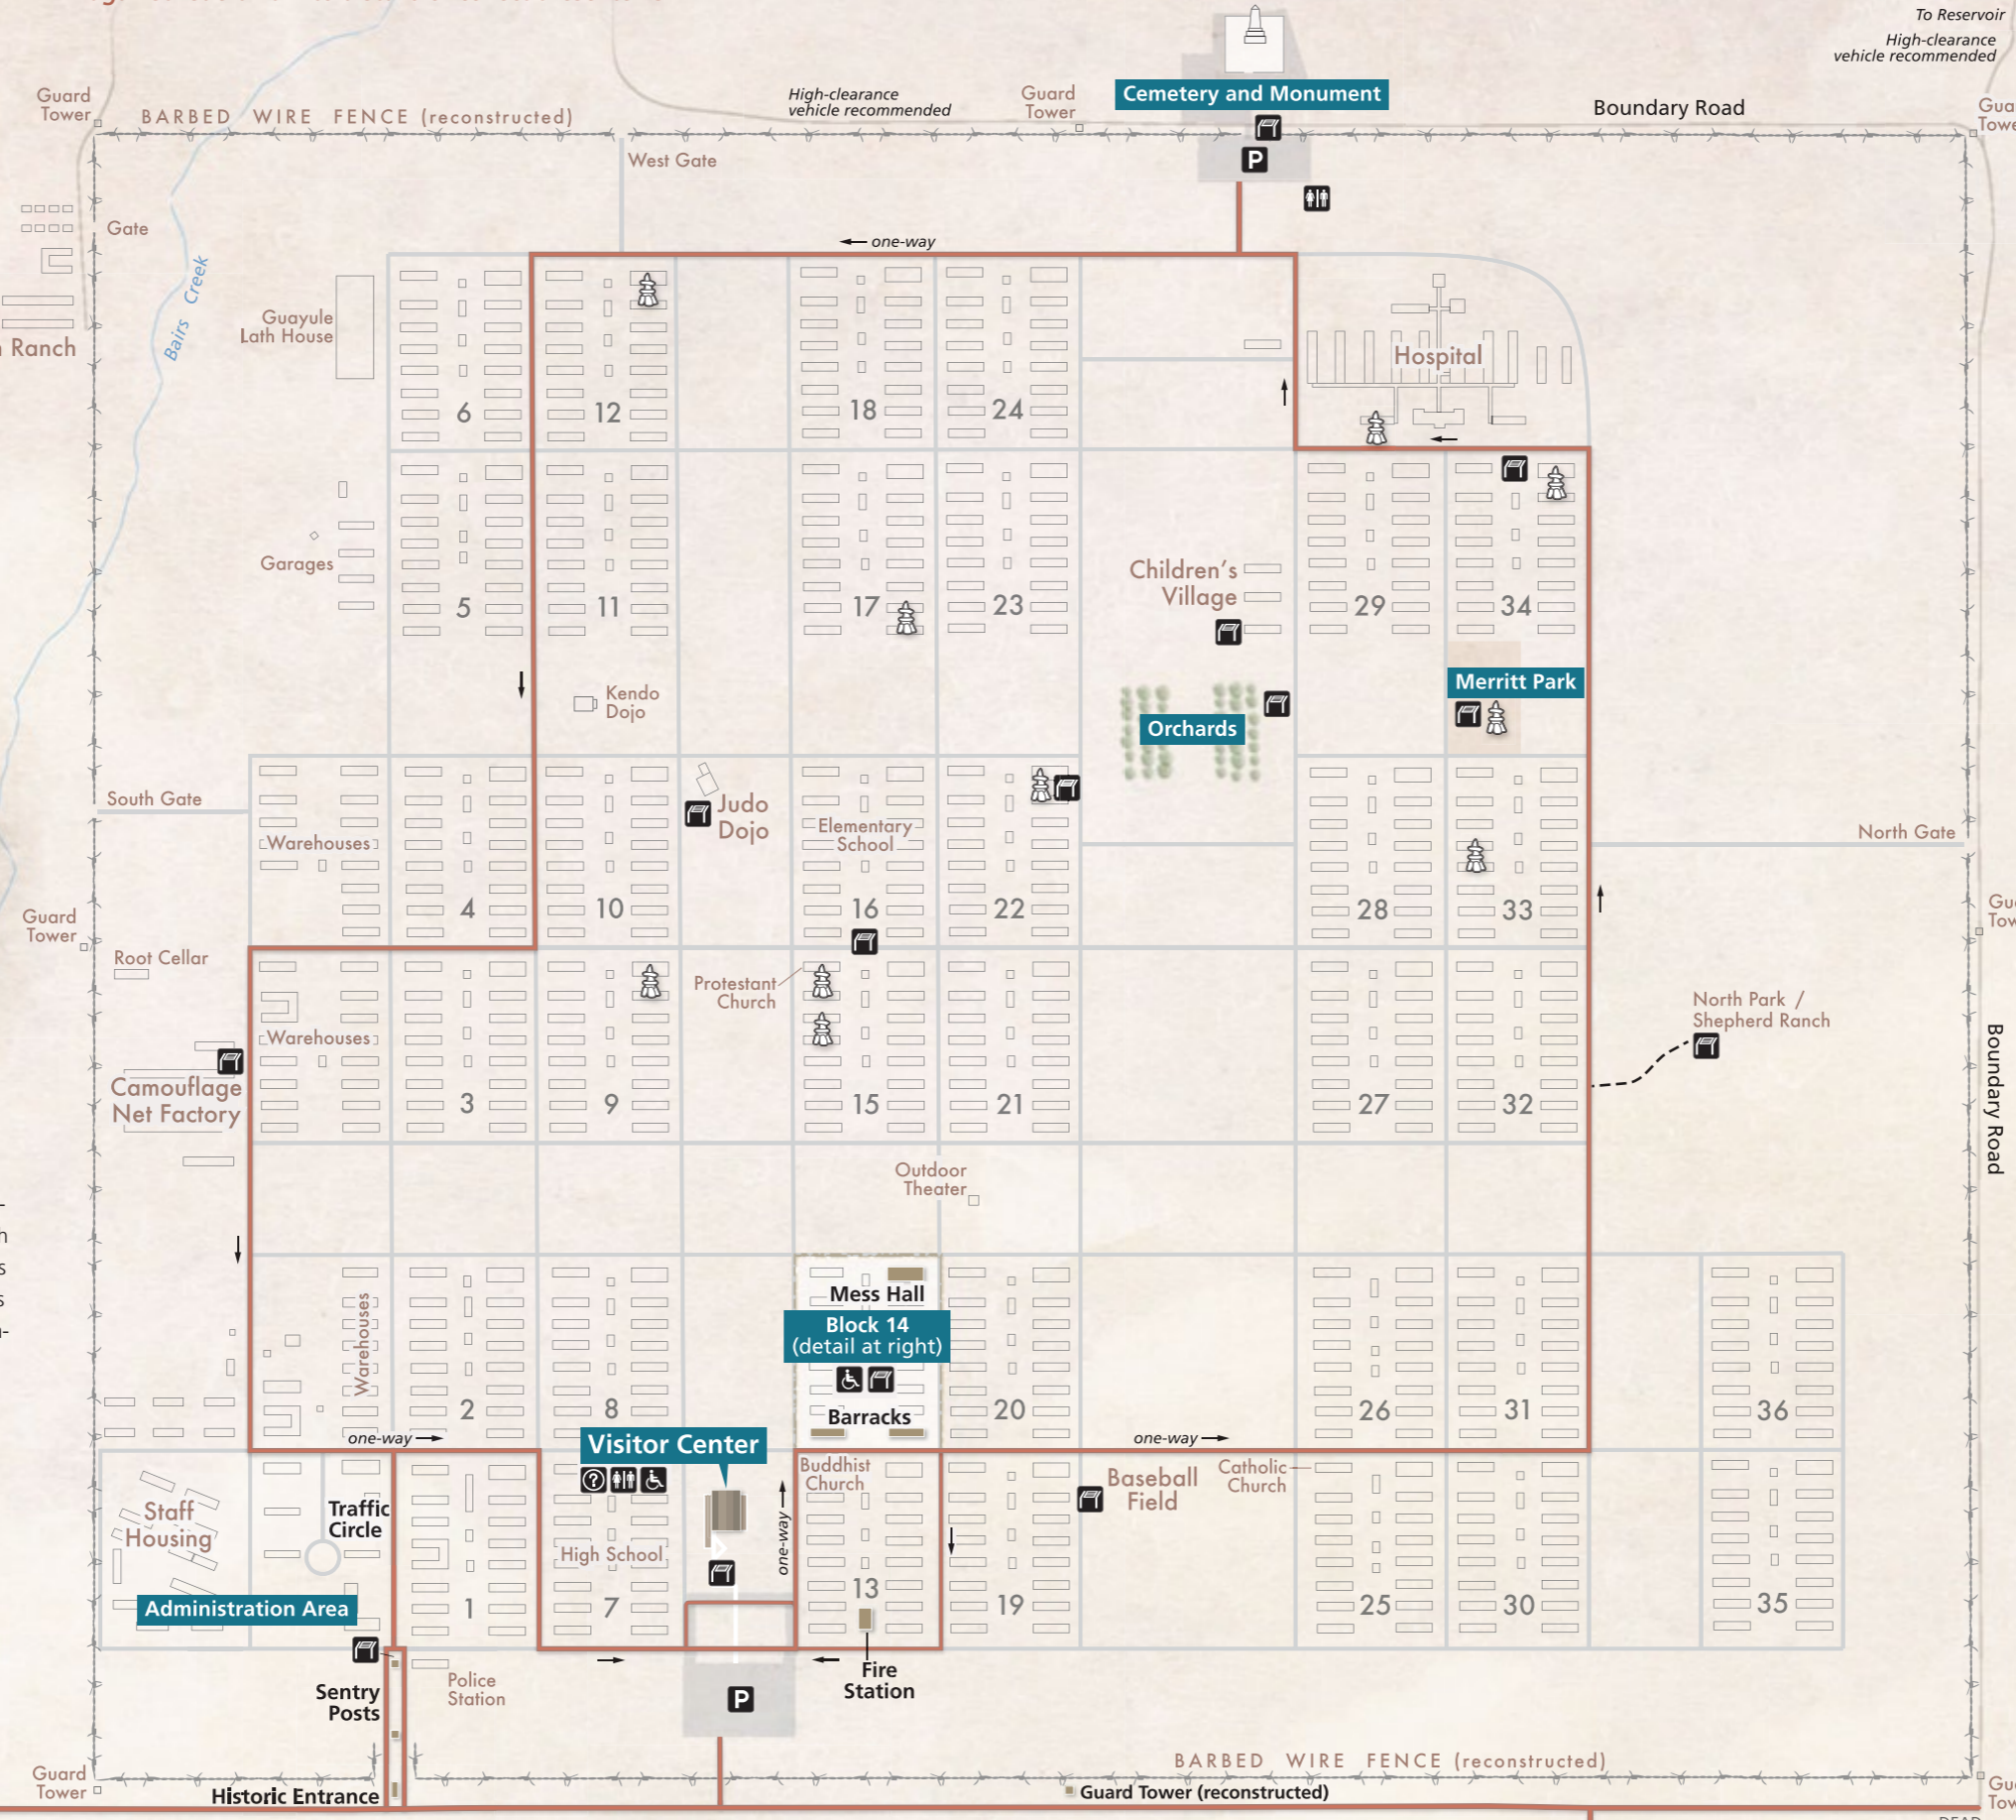 To Reservoir
High-clearance
vehicle recommended
Guard
Tower
BARBED WIRE FENCE (reconstructed)
High-clearance
vehicle recommended
Guard
Tower
Cemetery and Monument
P
Boundary Road
West Gate
Gate
one-way
Bairs Creek
Guayule
Lath House
Ranch
Hospital
6
12
18
24
Garages
5
11
17
23
Children's
Village
29
34
Kendo
Dojo
Merritt Park
Orchards
South Gate
Judo
Dojo
Elementary
School
North Gate
Warehouses
4
10
16
22
28
33
Guard
Tower
Root Cellar
Protestant
Church
North Park /
Shepherd Ranch
Warehouses
Camouflage
Net Factory
3
9
15
21
27
32
Boundary Road
Outdoor
Theater
Warehouses
Mess Hall
Block 14
(detail at right)
Barracks
2
8
20
26
31
36
one-way
Visitor Center
?
one-way
Buddhist
Church
Baseball
Field
Catholic
Church
Staff
Housing
Traffic
Circle
High School
one-way
Administration Area
1
7
13
19
25
30
35
Sentry
Posts
Police
Station
Fire
Station
P
BARBED WIRE FENCE (reconstructed)
Guard
Tower
Historic Entrance
Guard Tower (reconstructed)